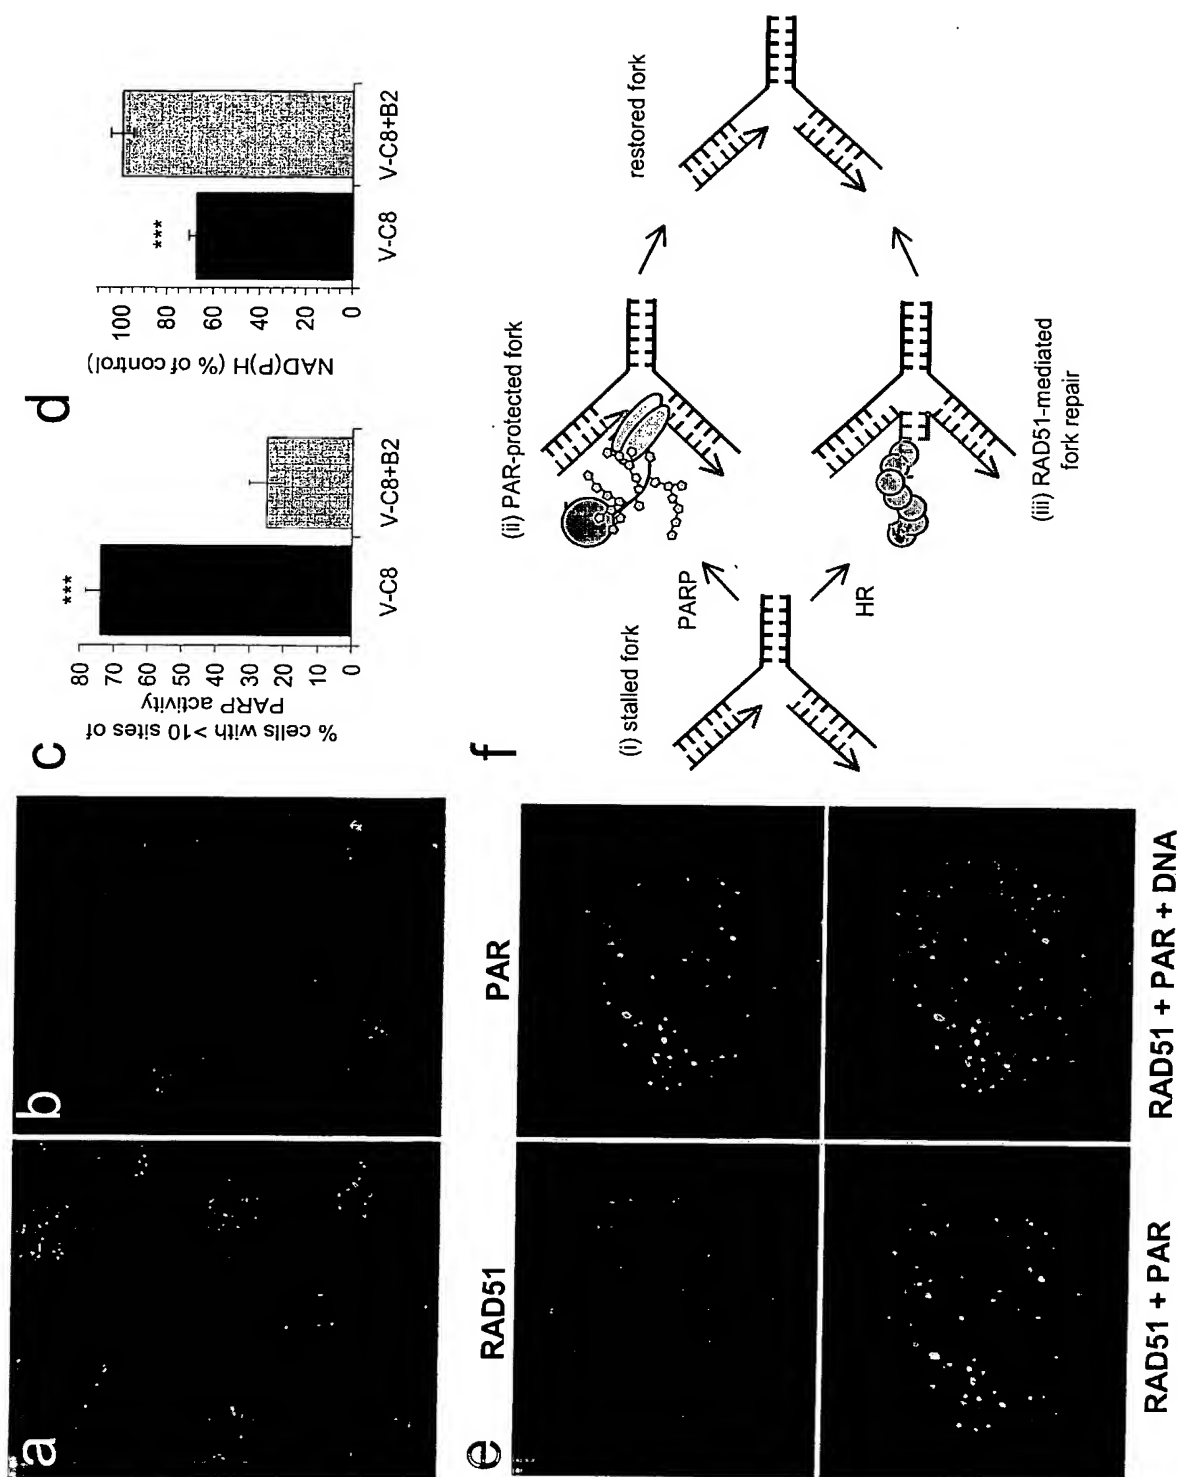 a
b
c
% cells with >10 sites of
PARP activity
80
70
60
50
40
30
20
10
0
***
V-C8
V-C8+B2
d
NAD(P)H (% of control)
100
80
60
40
20
0
***
V-C8
V-C8+B2
e
RAD51
PAR
RAD51 + PAR
RAD51 + PAR + DNA
f
(i) stalled fork
PARP
HR
(ii) PAR-protected fork
(iii) RAD51-mediated
fork repair
restored fork